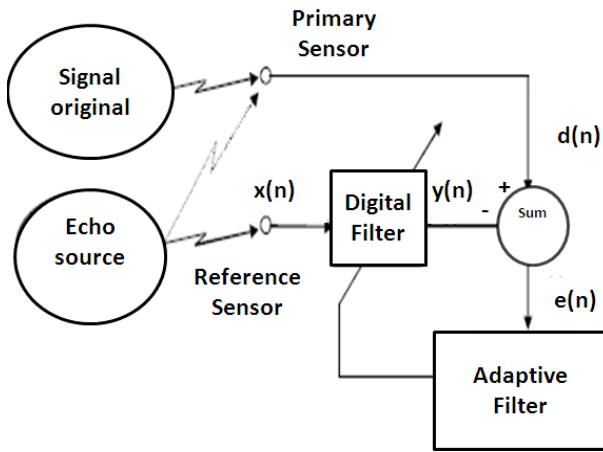 Primary
Sensor
Signal
original
d(n)
x(n)
y(n)
+
-
Sum
Digital
Filter
Echo
source
Reference
Sensor
e(n)
Adaptive
Filter